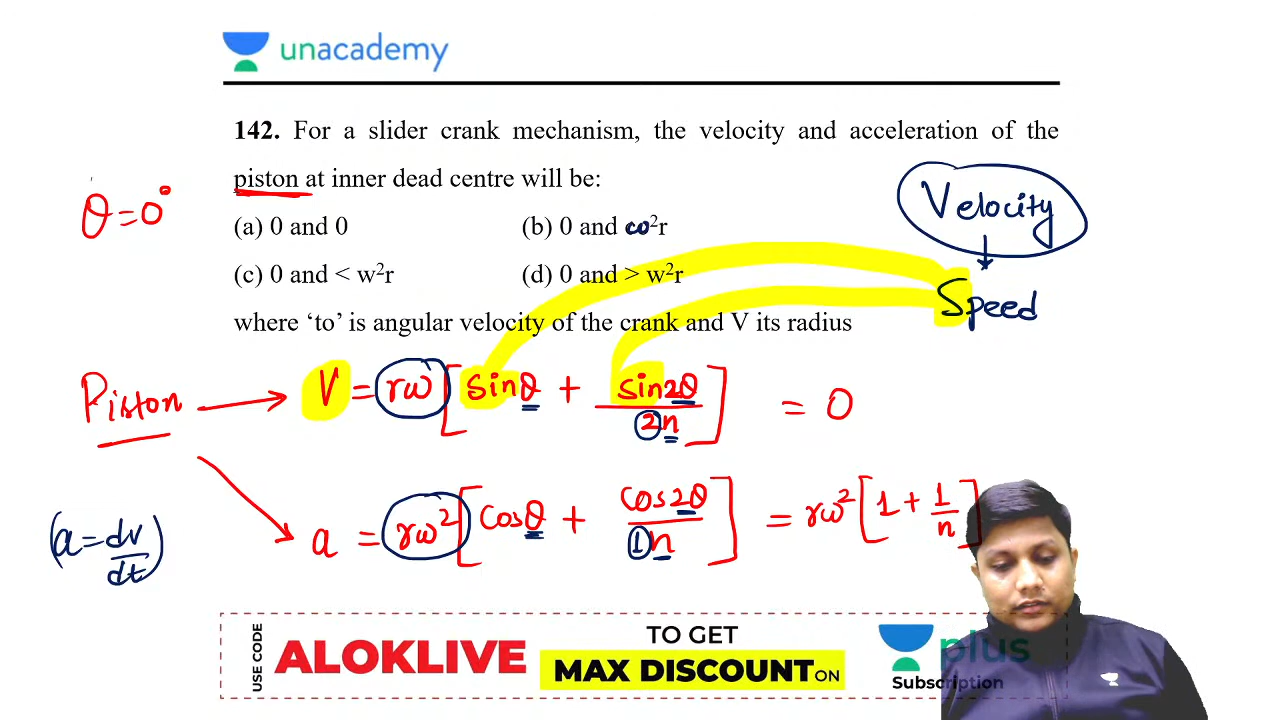 unacademy
142. For a slider crank mechanism, the velocity and acceleration of the
piston at inner dead centre will be:
(a) 0 and 0 (b) 0 and co²r
(c) 0 and < w²r (d) 0 and > w²r
where ‘to’ is angular velocity of the crank and V its radius
θ = 0°
Velocity
↓
Speed
Piston → V = rω [sinθ + sin2θ/2n] = 0
→ a = rω² [cosθ + cos2θ/1n] = rω² [1 + 1/n]
(a = dv/dt)
USE CODE
ALOKLIVE
TO GET
MAX DISCOUNT ON
plus
Subscription